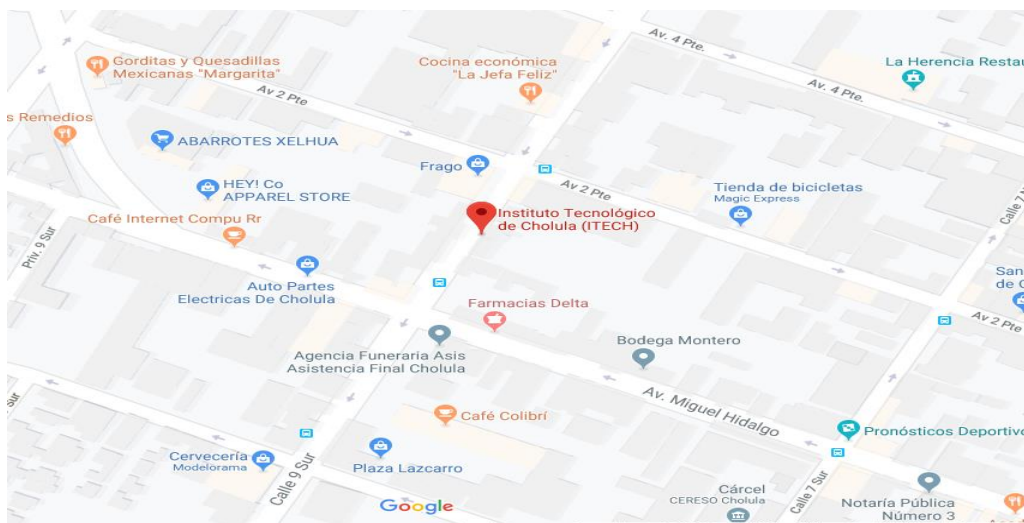 Av. 4 Pte.
Gorditas y Quesadillas
Mexicanas "Margarita"
Cocina económica
"La Jefa Feliz"
La Herencia Restau
Av 2 Pte
Av. 4 Pte.
s Remedios
ABARROTES XELHUA
Frago
HEY! Co
APPAREL STORE
Av 2 Pte
Tienda de bicicletas
Magic Express
Instituto Tecnológico
de Cholula (ITECH)
Café Internet Compu Rr
Calle 7 N
Priv. 9 Sur
Auto Partes
Electricas De Cholula
San
de C
Farmacias Delta
Av 2 Pte
Bodega Montero
Agencia Funeraria Asis
Asistencia Final Cholula
Av. Miguel Hidalgo
Sur
Café Colibrí
Pronósticos Deportivo
Cervecería
Modelorama
Plaza Lazcarro
Calle 9 Sur
Calle 7 Sur
Cárcel
CERESO Cholula
Notaría Pública
Número 3
Google